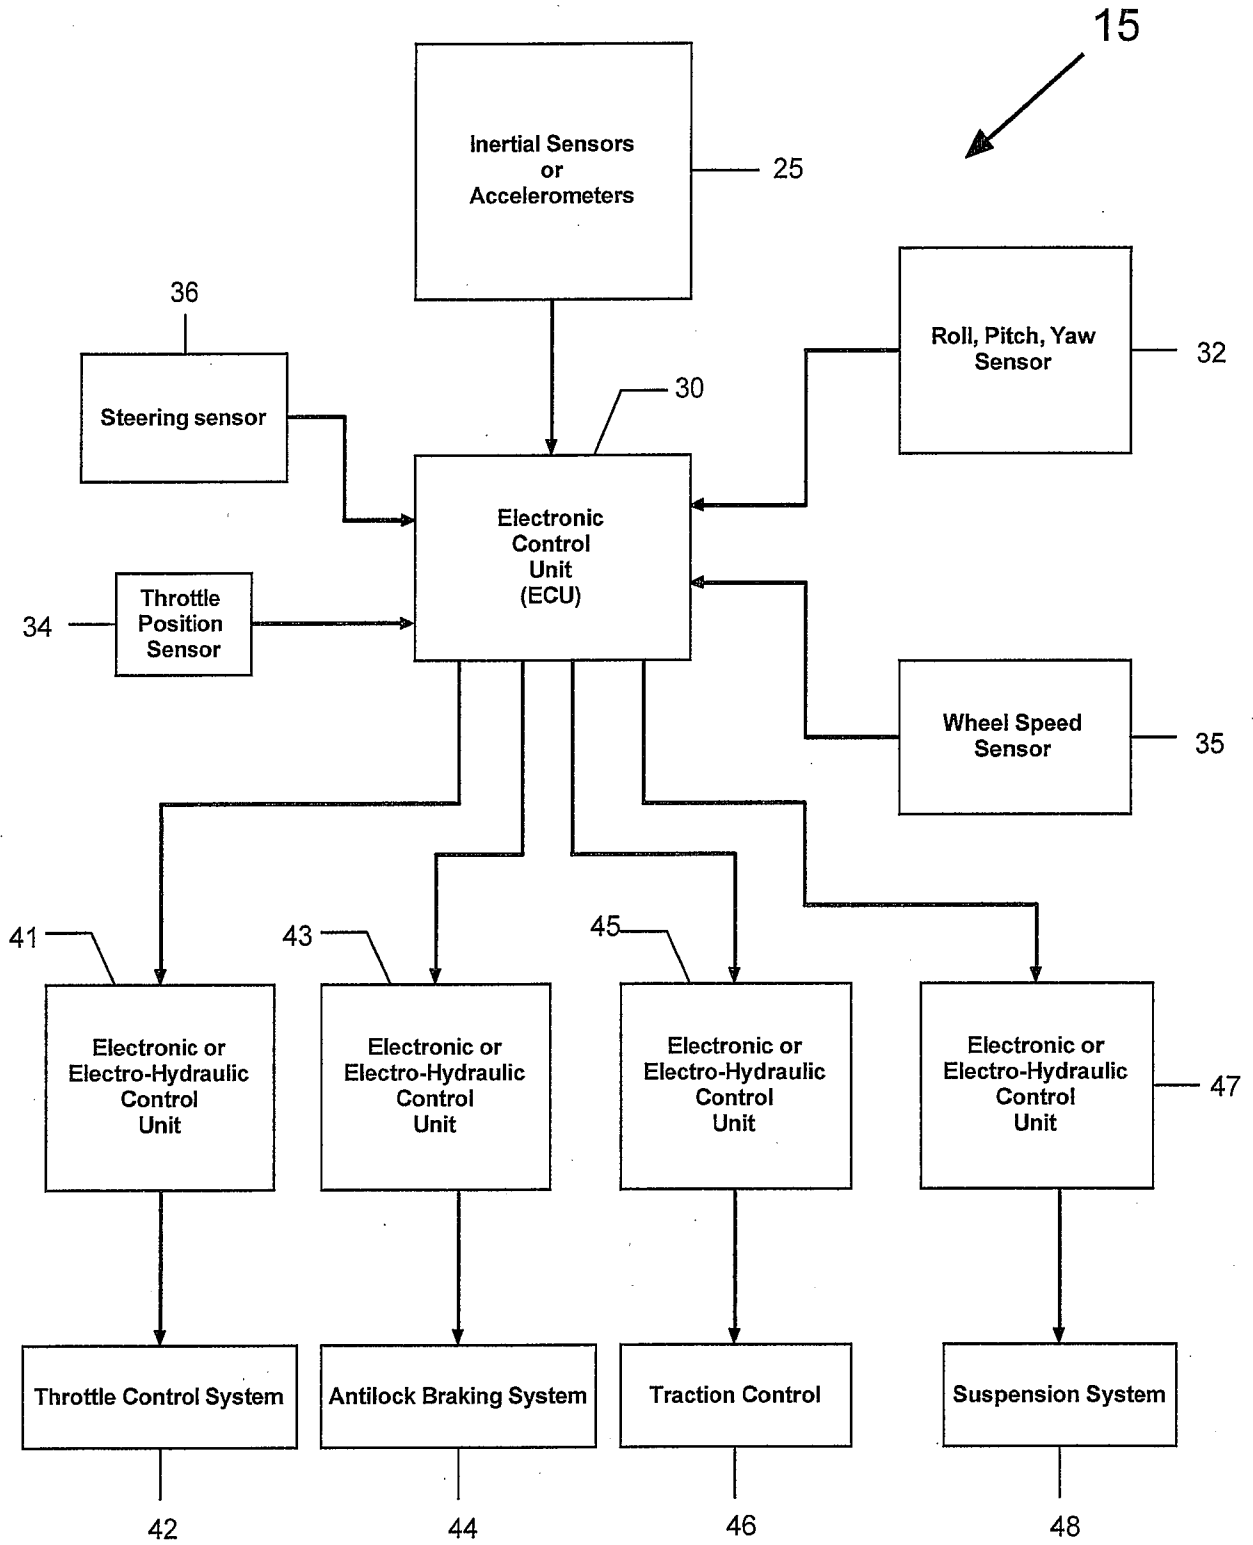 15
Inertial Sensors
or
Accelerometers
25
36
Roll, Pitch, Yaw
Sensor
32
Steering sensor
30
Electronic
Control
Unit
(ECU)
34
Throttle
Position
Sensor
Wheel Speed
Sensor
35
41
43
45
Electronic or
Electro-Hydraulic
Control
Unit
Electronic or
Electro-Hydraulic
Control
Unit
Electronic or
Electro-Hydraulic
Control
Unit
Electronic or
Electro-Hydraulic
Control
Unit
47
Throttle Control System
Antilock Braking System
Traction Control
Suspension System
42
44
46
48